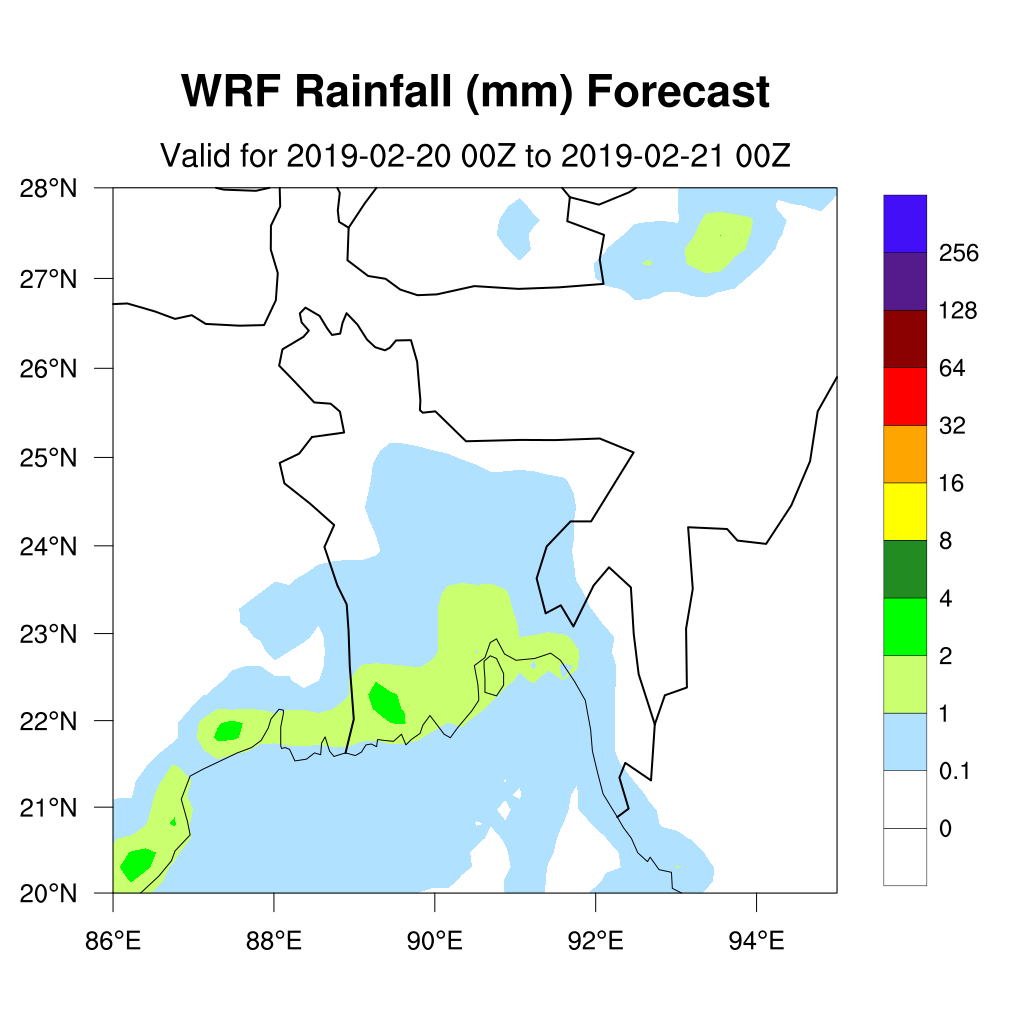 WRF Rainfall (mm) Forecast
Valid for 2019-02-20 00Z to 2019-02-21 00Z
28°N
27°N
26°N
25°N
24°N
23°N
22°N
21°N
20°N
86°E 88°E 90°E 92°E 94°E
256
128
64
32
16
8
4
2
1
0.1
0